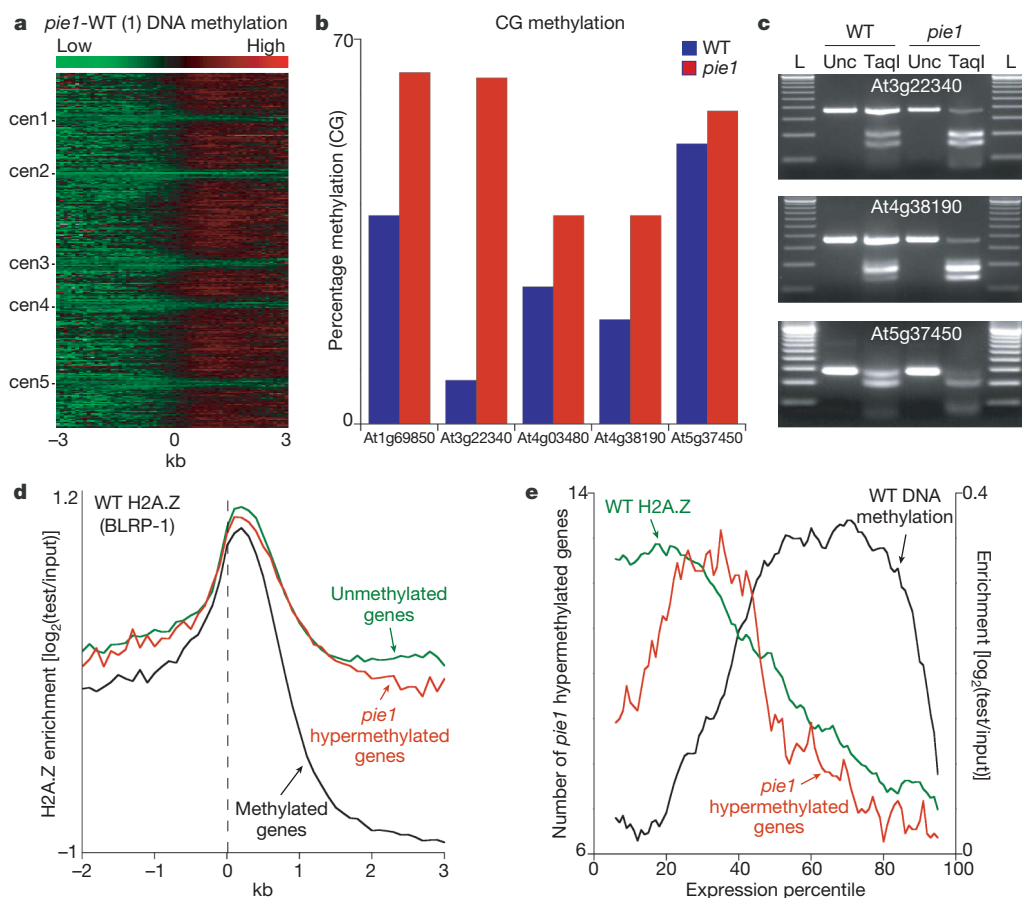 a
pie1-WT (1) DNA methylation
Low High
cen1
cen2
cen3
cen4
cen5
−3 0 3
kb
b
CG methylation
70
WT
pie1
Percentage methylation (CG)
0
At1g69850 At3g22340 At4g03480 At4g38190 At5g37450
c
WT pie1
L Unc TaqI Unc TaqI L
At3g22340
At4g38190
At5g37450
d
1.2
WT H2A.Z
(BLRP-1)
H2A.Z enrichment [log2(test/input)]
Unmethylated
genes
pie1
hypermethylated
genes
Methylated
genes
−1
−2 −1 0 1 2 3
kb
e
14
WT H2A.Z
WT DNA
methylation
0.4
Number of pie1 hypermethylated genes
Enrichment [log2(test/input)]
pie1
hypermethylated
genes
6
0
0 20 40 60 80 100
Expression percentile